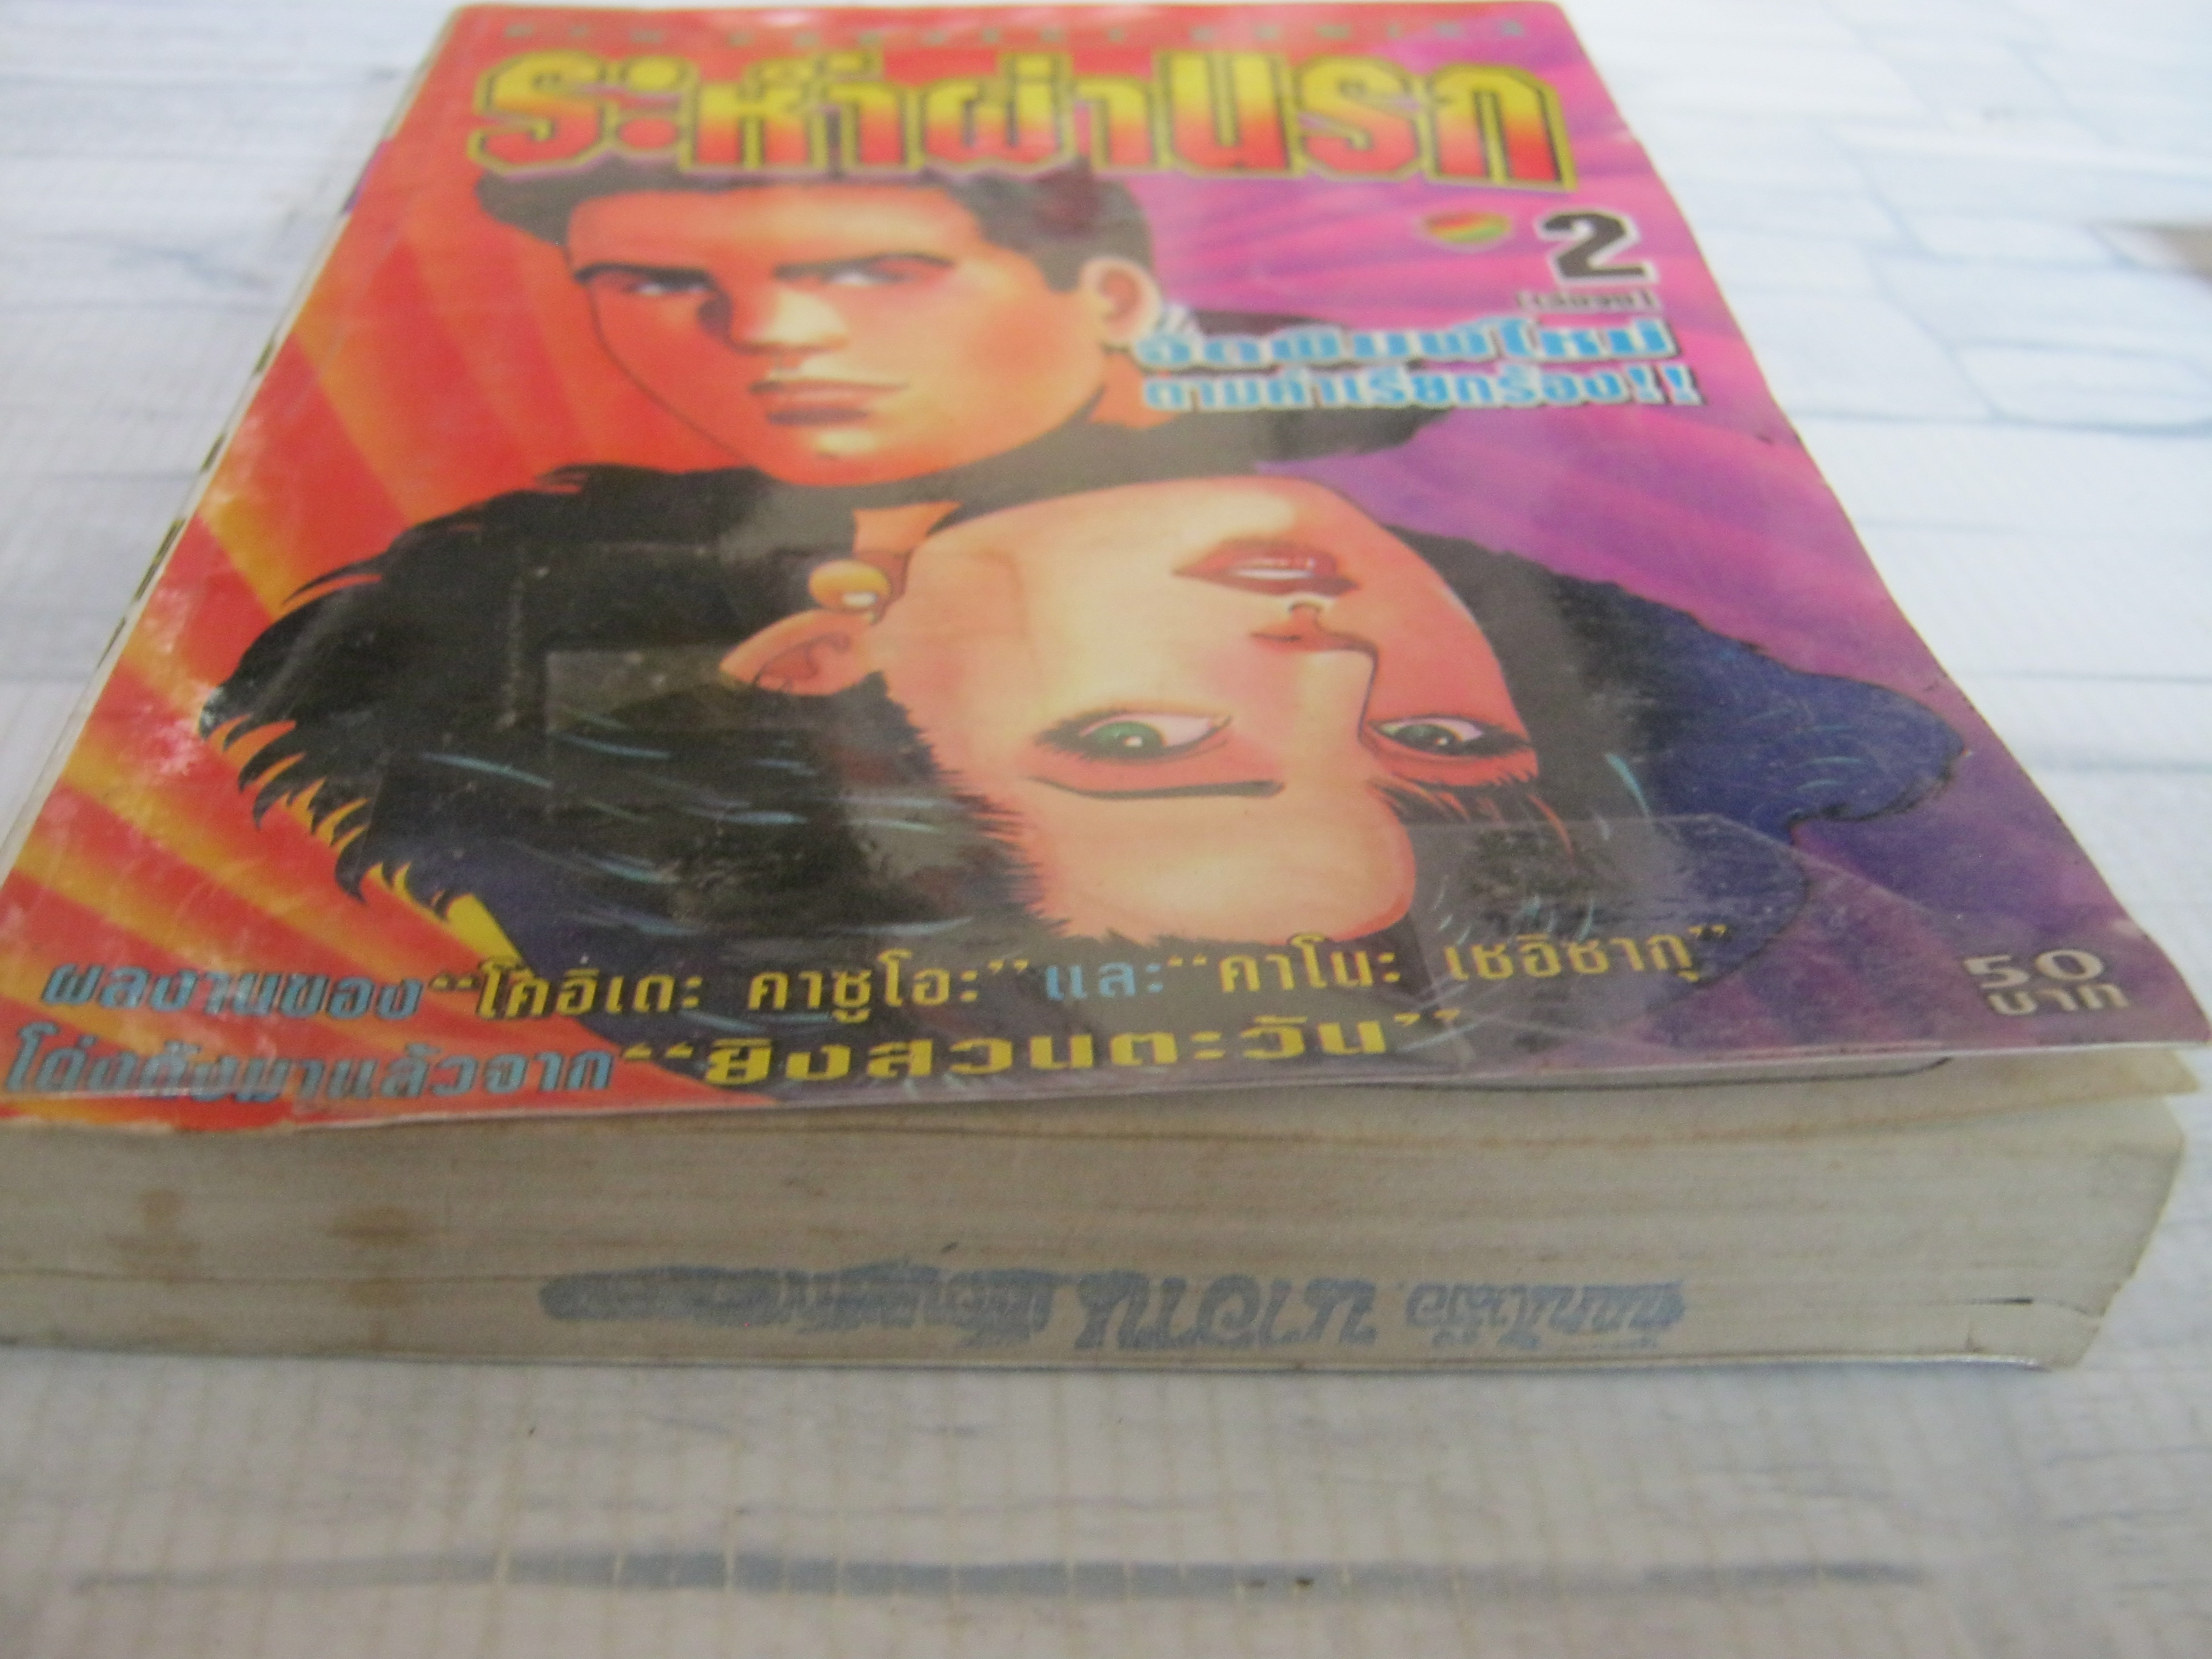 ระห่ำผ่านรก
2
(เล่มจบ)
จัดพิมพ์ใหม่
ตามคำเรียกร้อง!!
ผลงานของ “โคอิเดะ คาซูโอะ” และ “คาโนะ เซอิซากุ”
โด่งดังมาแล้วจาก “ยิงสวนตะวัน”
50
บาท